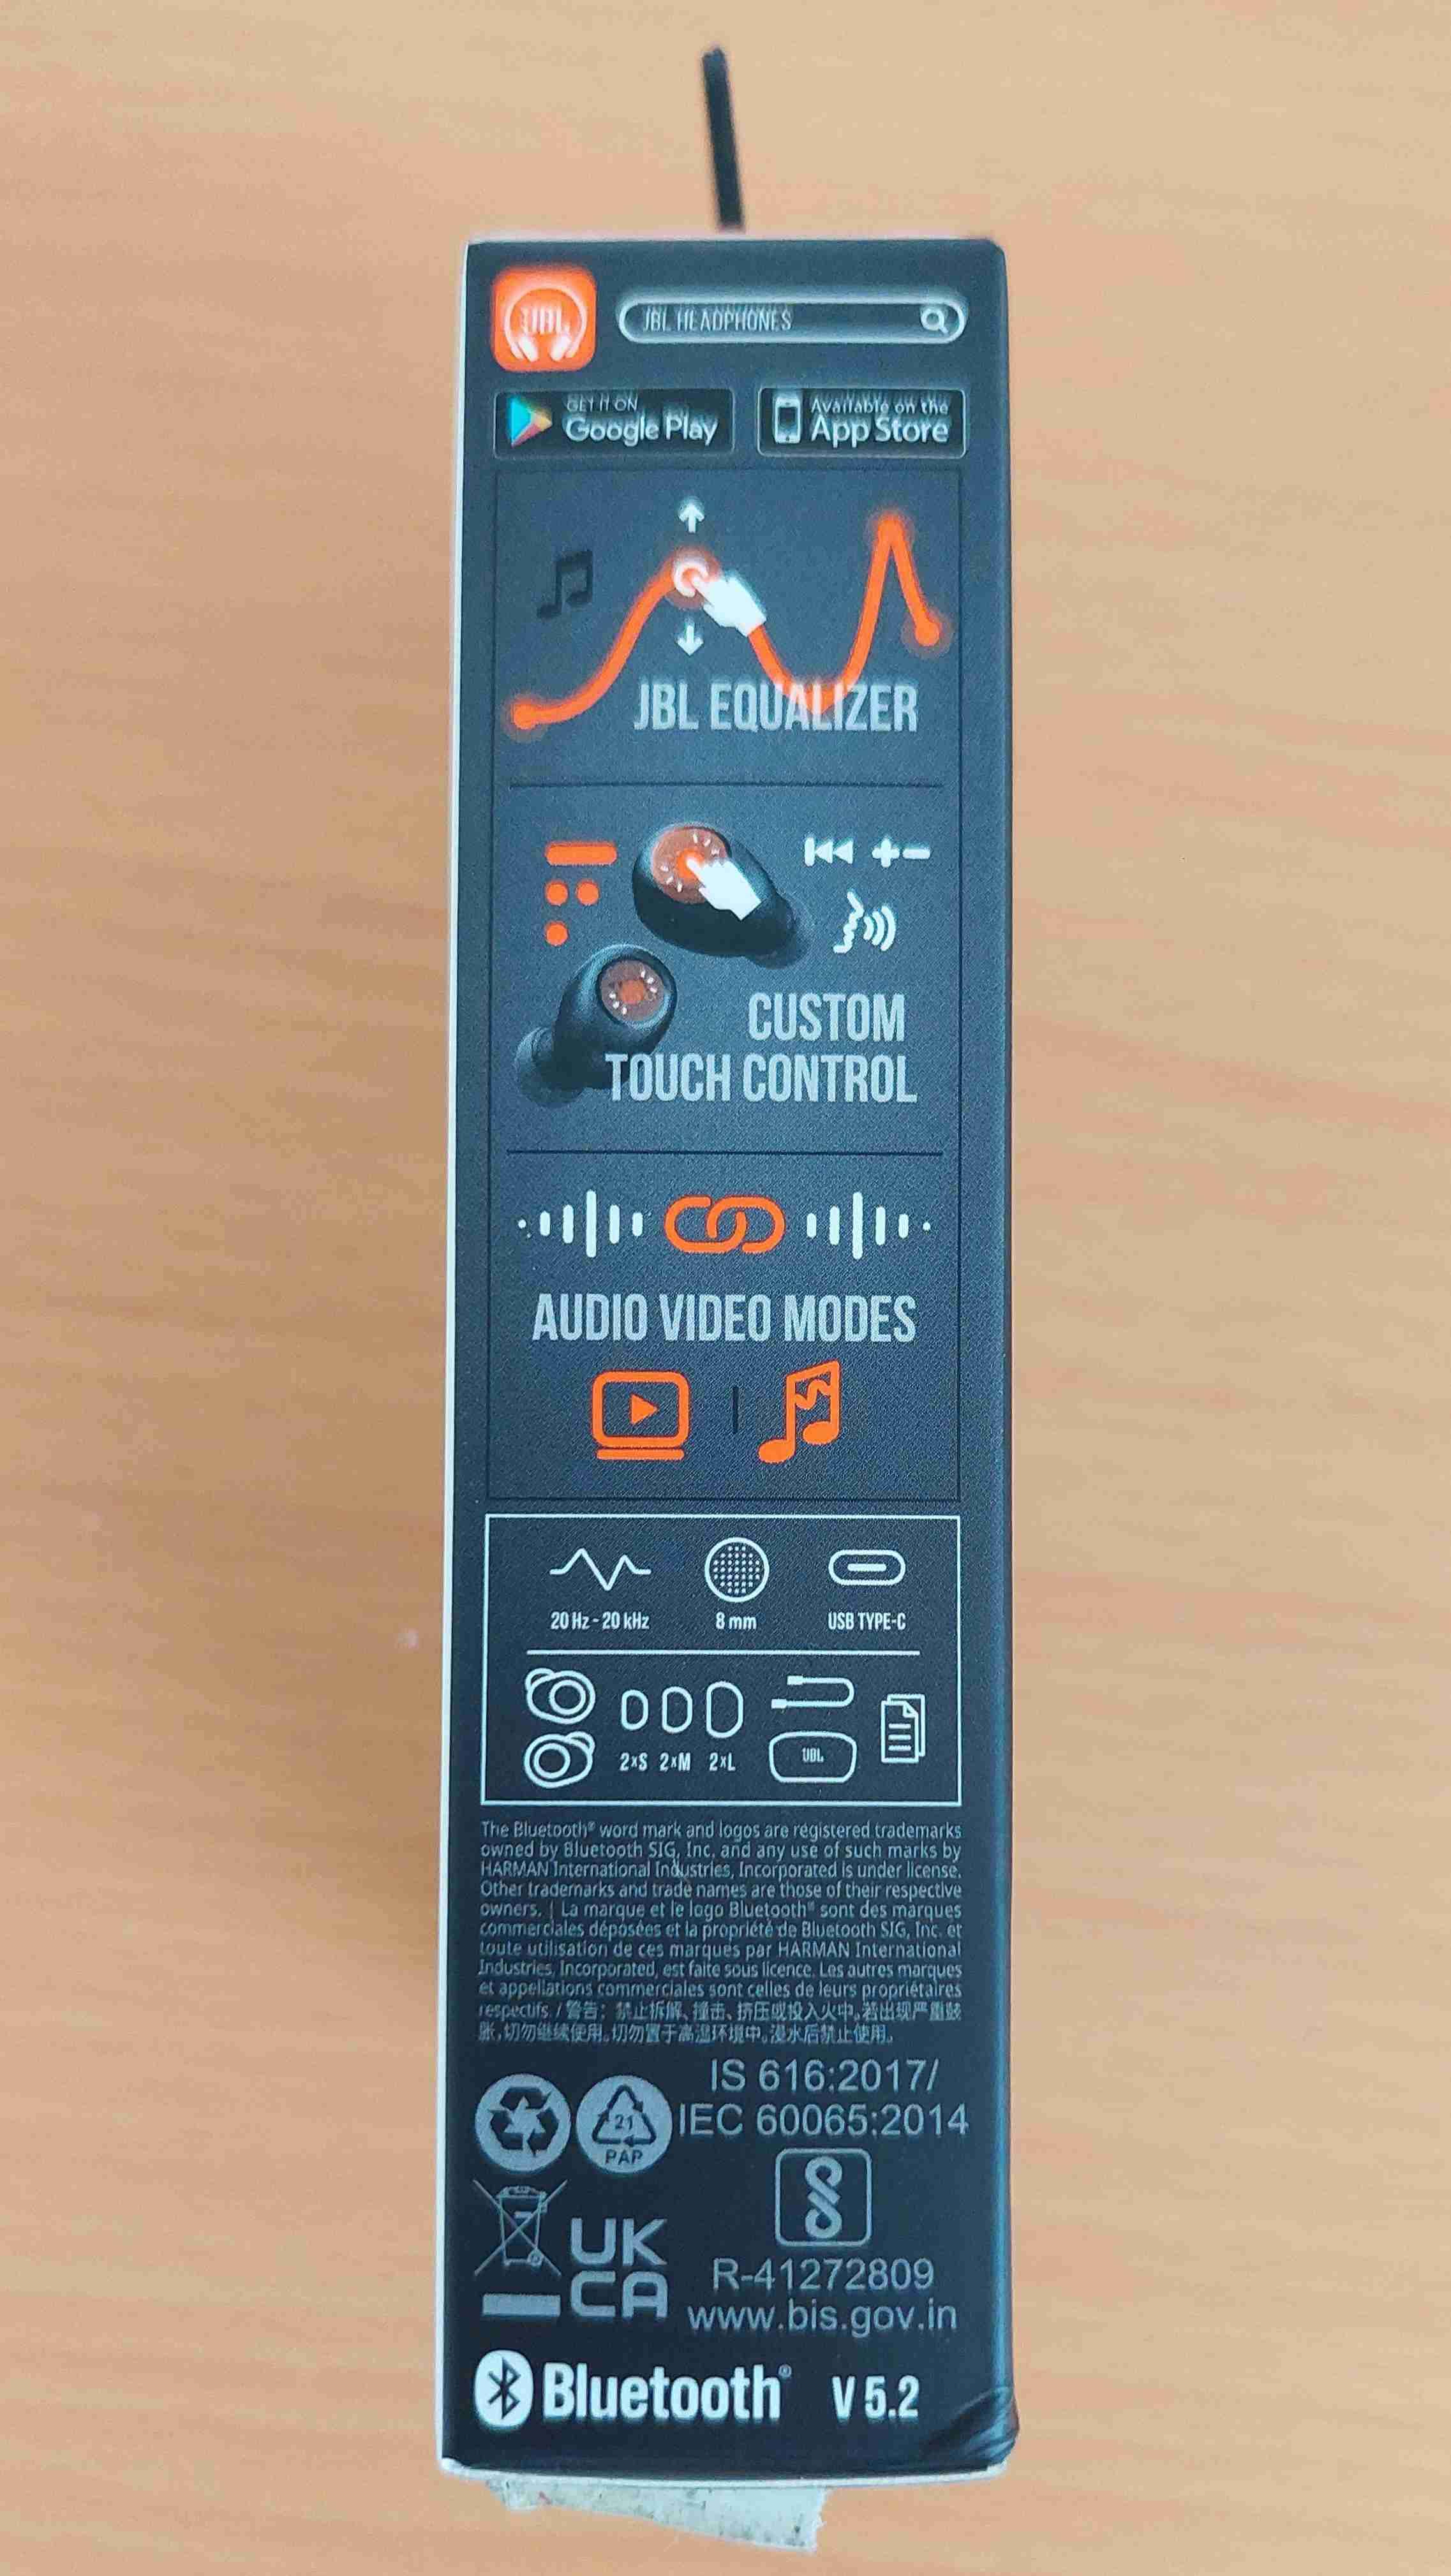 JBL
JBL HEADPHONES
GET IT ON
Google Play
Available on the
App Store
JBL EQUALIZER
CUSTOM
TOUCH CONTROL
AUDIO VIDEO MODES
20 Hz - 20 kHz
8 mm
USB TYPE-C
2×S 2×M 2×L
JBL
The Bluetooth® word mark and logos are registered trademarks
owned by Bluetooth SIG, Inc. and any use of such marks by
HARMAN International Industries, Incorporated is under license.
Other trademarks and trade names are those of their respective
owners. | La marque et le logo Bluetooth® sont des marques
commerciales déposées et la propriété de Bluetooth SIG, Inc. et
toute utilisation de ces marques par HARMAN International
Industries, Incorporated, est faite sous licence. Les autres marques
et appellations commerciales sont celles de leurs propriétaires
respectifs. / 警告：禁止拆解、撞击、挤压或投入火中。若出现严重鼓
胀，切勿继续使用。切勿置于高温环境中。浸水后禁止使用。
IS 616:2017/
IEC 60065:2014
21
PAP
UK
CA
R-41272809
www.bis.gov.in
Bluetooth® V 5.2